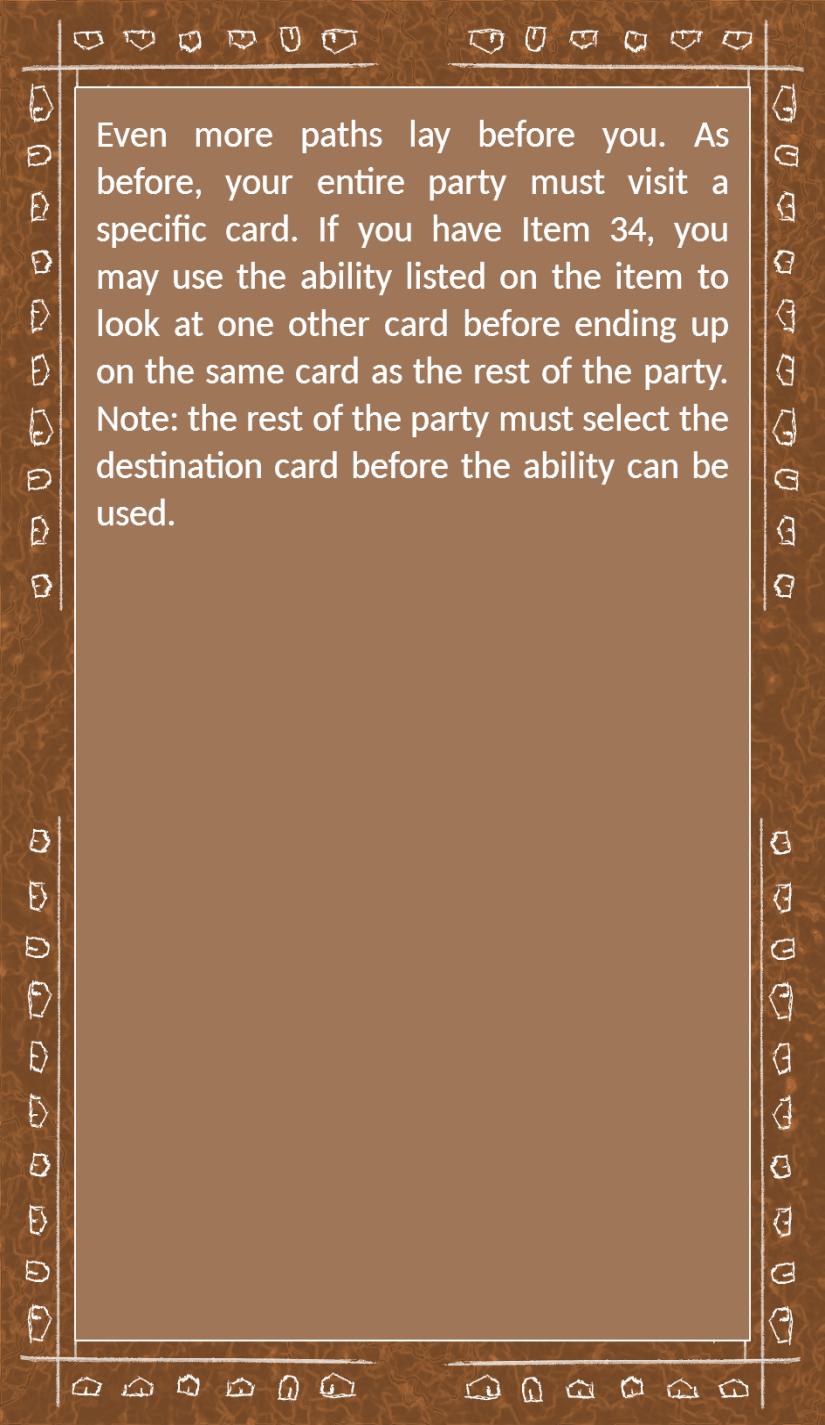 Even more paths lay before you. As
before, your entire party must visit a
specific card. If you have Item 34, you
may use the ability listed on the item to
look at one other card before ending up
on the same card as the rest of the party.
Note: the rest of the party must select the
destination card before the ability can be
used.